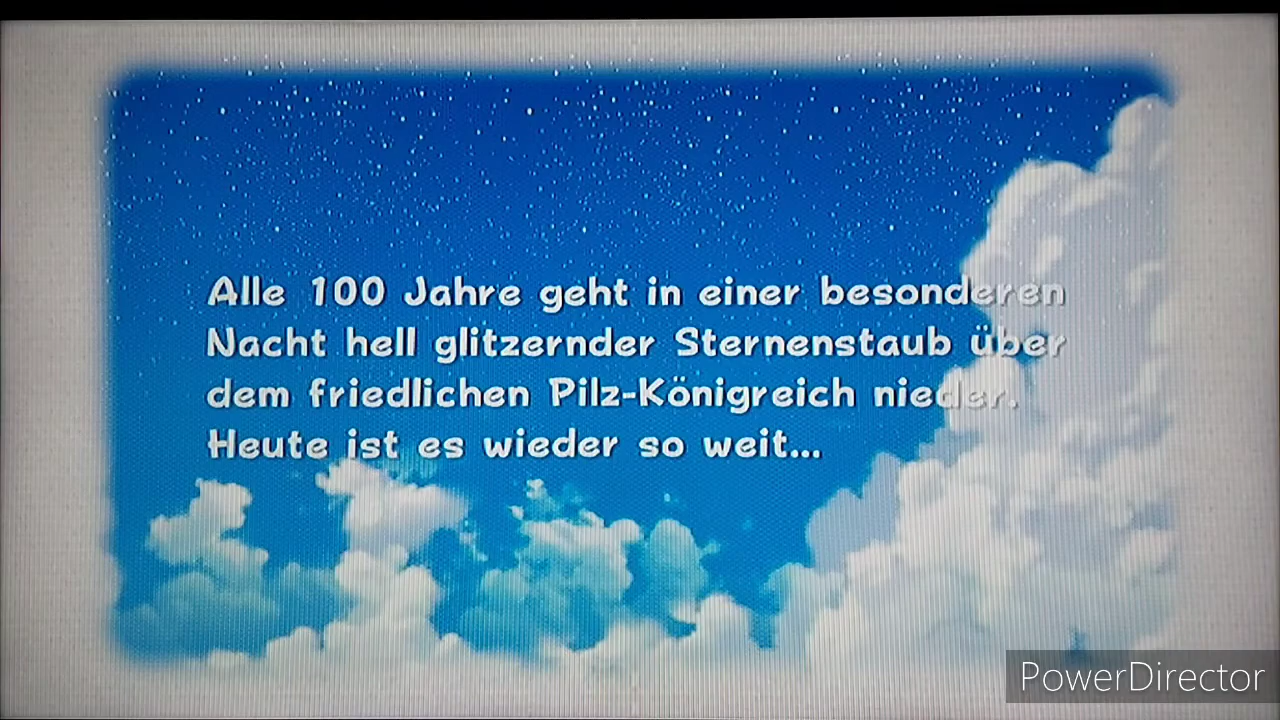 Alle 100 Jahre geht in einer besonderen
Nacht hell glitzernder Sternenstaub über
dem friedlichen Pilz-Königreich nieder.
Heute ist es wieder so weit...
PowerDirector